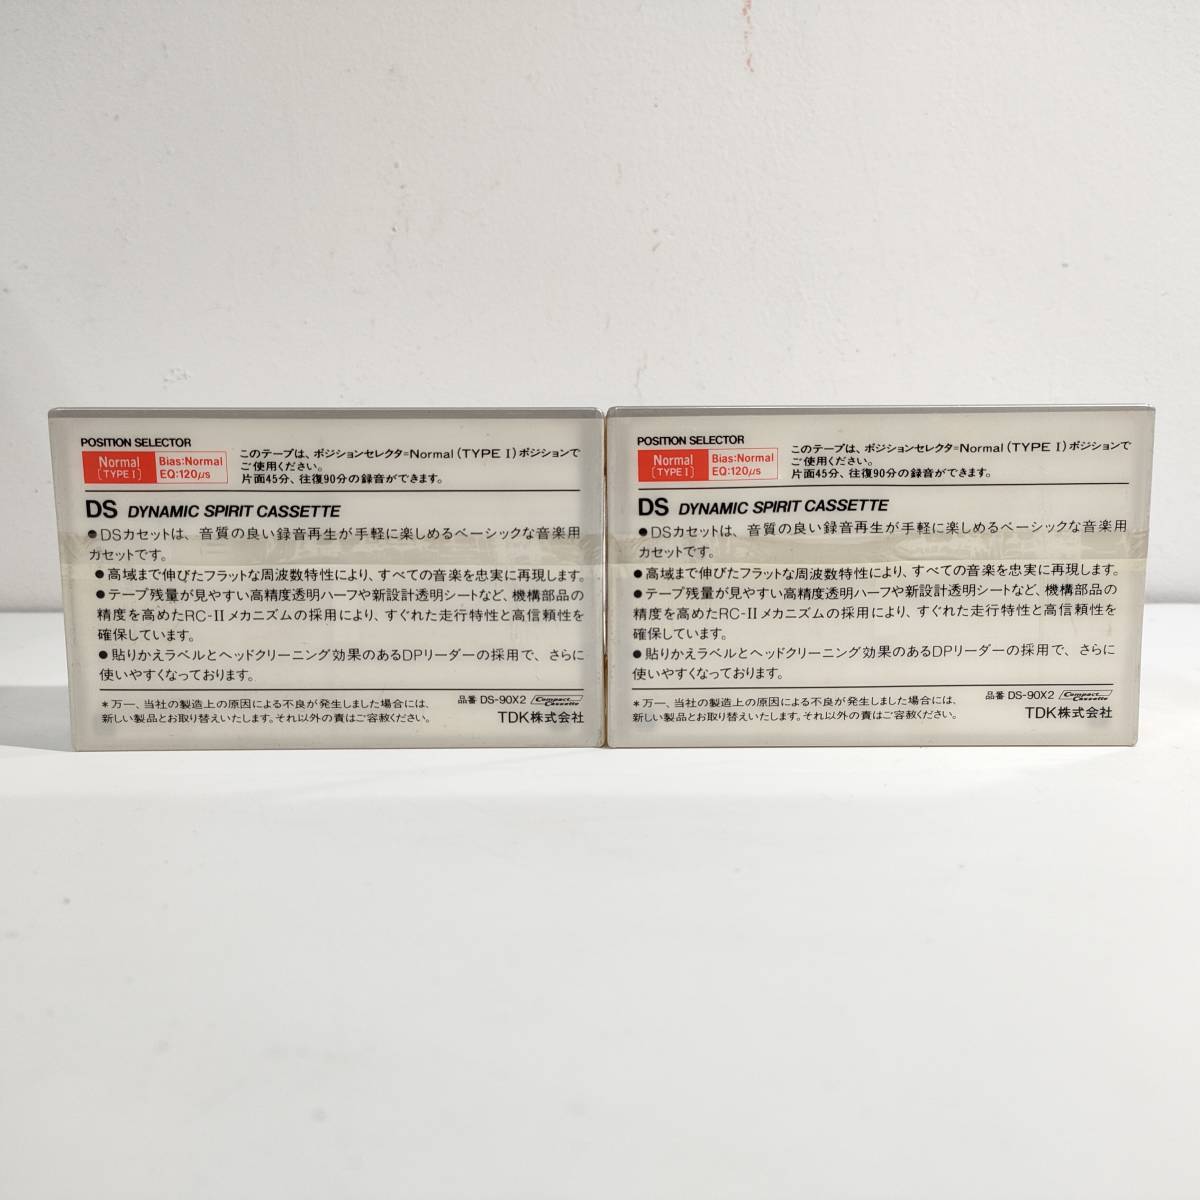 POSITION SELECTOR
Normal
[TYPE I]
Bias:Normal
EQ:120μs
このテープは、ポジションセレクタ=Normal(TYPE I)ポジションで
ご使用ください。
片面45分、往復90分の録音ができます。
DS DYNAMIC SPIRIT CASSETTE
●DSカセットは、音質の良い録音再生が手軽に楽しめるベーシックな音楽用
カセットです。
●高域まで伸びたフラットな周波数特性により、すべての音楽を忠実に再現します。
●テープ残量が見やすい高精度透明ハーフや新設計透明シートなど、機構部品の
精度を高めたRC-IIメカニズムの採用により、すぐれた走行特性と高信頼性を
確保しています。
●貼りかえラベルとヘッドクリーニング効果のあるDPリーダーの採用で、さらに
使いやすくなっております。
*万一、当社の製造上の原因による不良が発生しました場合には、
新しい製品とお取り替えいたします。それ以外の責はご容赦ください。
品番 DS-90X2 Compact Cassette
TDK株式会社
POSITION SELECTOR
Normal
[TYPE I]
Bias:Normal
EQ:120μs
このテープは、ポジションセレクタ=Normal(TYPE I)ポジションで
ご使用ください。
片面45分、往復90分の録音ができます。
DS DYNAMIC SPIRIT CASSETTE
●DSカセットは、音質の良い録音再生が手軽に楽しめるベーシックな音楽用
カセットです。
●高域まで伸びたフラットな周波数特性により、すべての音楽を忠実に再現します。
●テープ残量が見やすい高精度透明ハーフや新設計透明シートなど、機構部品の
精度を高めたRC-IIメカニズムの採用により、すぐれた走行特性と高信頼性を
確保しています。
●貼りかえラベルとヘッドクリーニング効果のあるDPリーダーの採用で、さらに
使いやすくなっております。
*万一、当社の製造上の原因による不良が発生しました場合には、
新しい製品とお取り替えいたします。それ以外の責はご容赦ください。
品番 DS-90X2 Compact Cassette
TDK株式会社